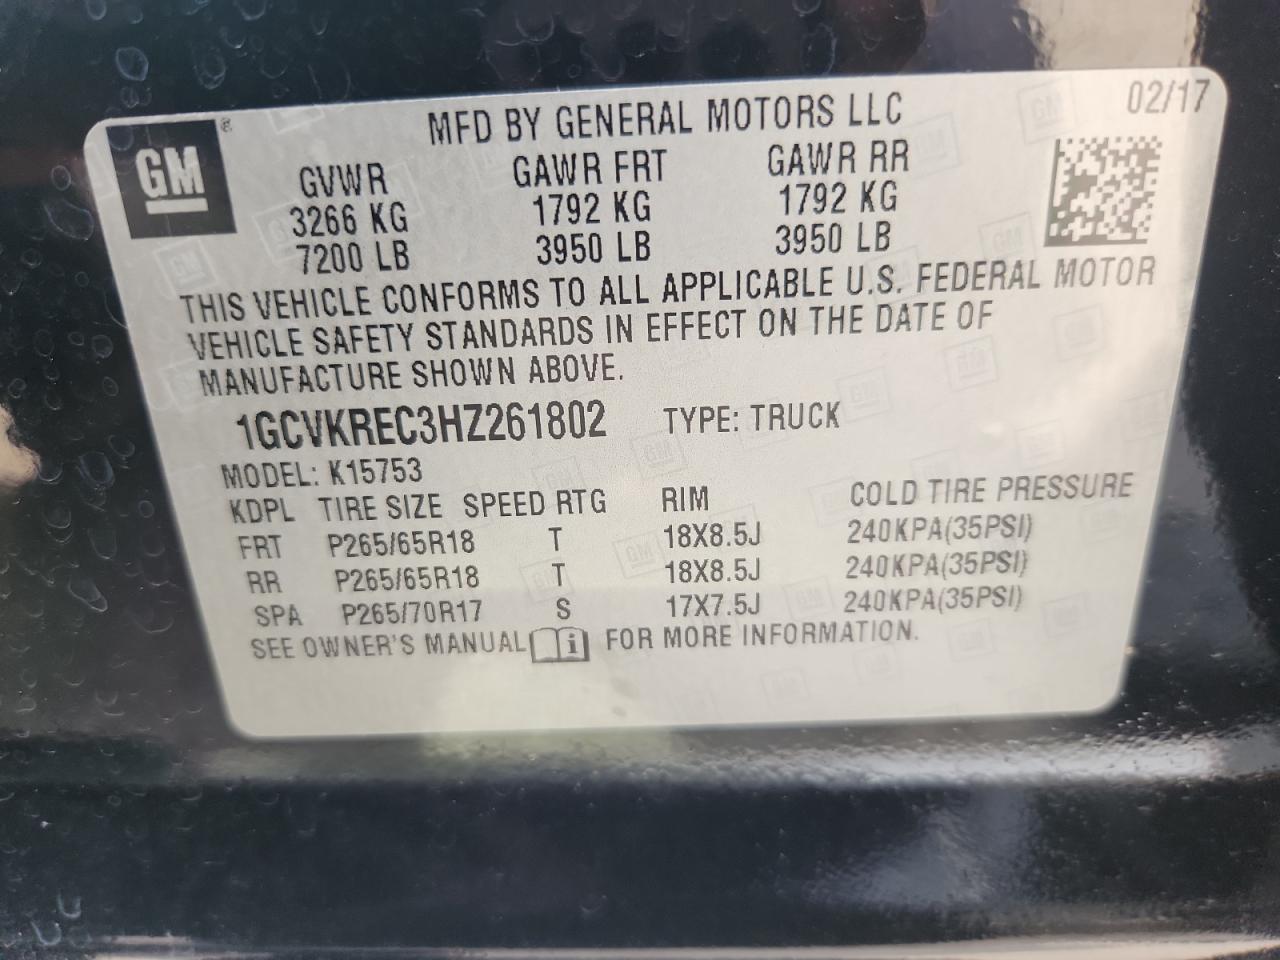 MFD BY GENERAL MOTORS LLC 02/17
GM ®
GVWR GAWR FRT GAWR RR
3266 KG 1792 KG 1792 KG
7200 LB 3950 LB 3950 LB
THIS VEHICLE CONFORMS TO ALL APPLICABLE U.S. FEDERAL MOTOR
VEHICLE SAFETY STANDARDS IN EFFECT ON THE DATE OF
MANUFACTURE SHOWN ABOVE.
1GCVKREC3HZ261802 TYPE: TRUCK
MODEL: K15753
KDPL TIRE SIZE SPEED RTG RIM COLD TIRE PRESSURE
FRT P265/65R18 T 18X8.5J 240KPA(35PSI)
RR P265/65R18 T 18X8.5J 240KPA(35PSI)
SPA P265/70R17 S 17X7.5J 240KPA(35PSI)
SEE OWNER'S MANUAL i FOR MORE INFORMATION.